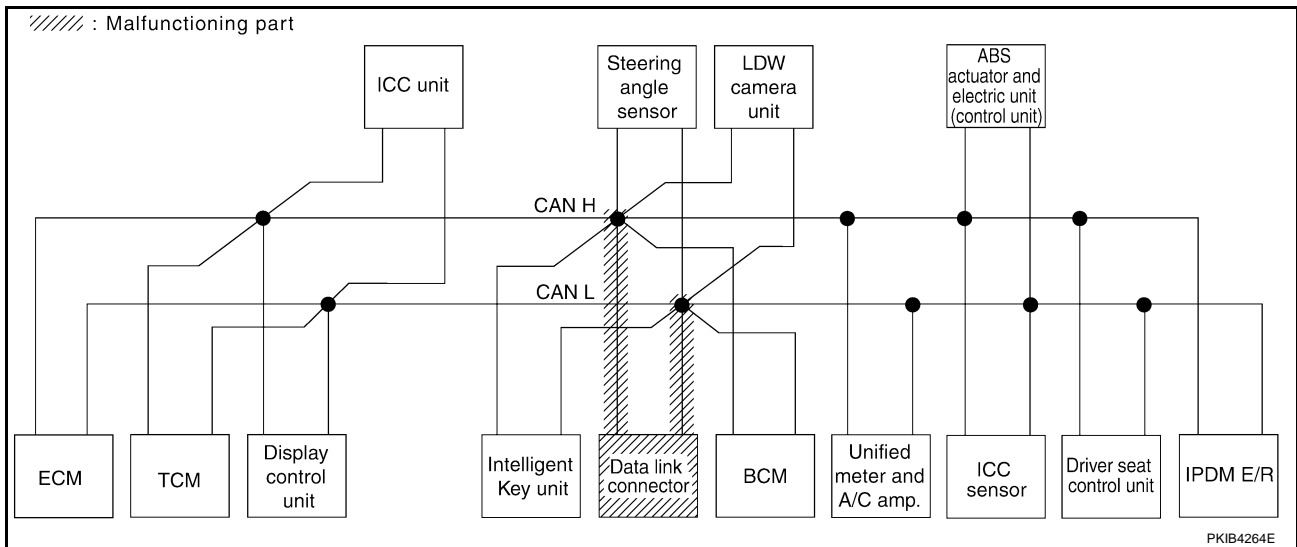 : Malfunctioning part
ICC unit
Steering
angle
sensor
LDW
camera
unit
ABS
actuator and
electric unit
(control unit)
CAN H
CAN L
ECM
TCM
Display
control
unit
Intelligent
Key unit
Data link
connector
BCM
Unified
meter and
A/C amp.
ICC
sensor
Driver seat
control unit
IPDM E/R
PKIB4264E